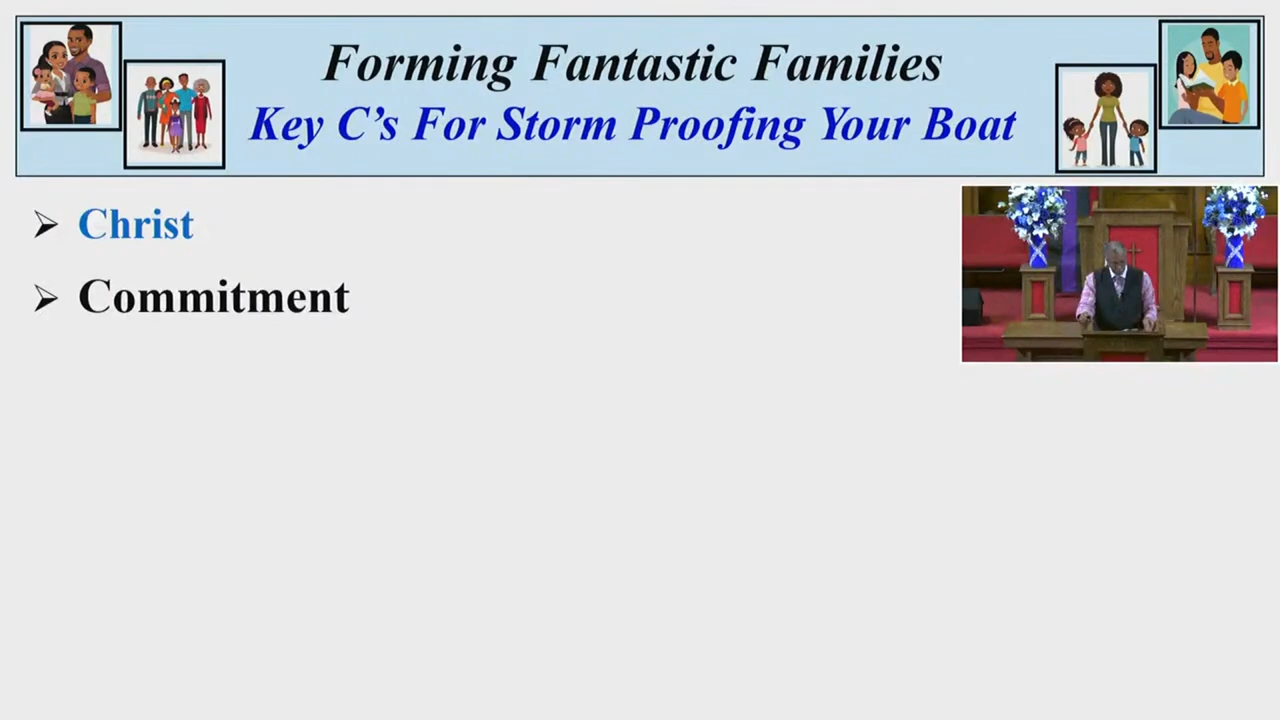 Forming Fantastic Families
Key C’s For Storm Proofing Your Boat
Christ
Commitment